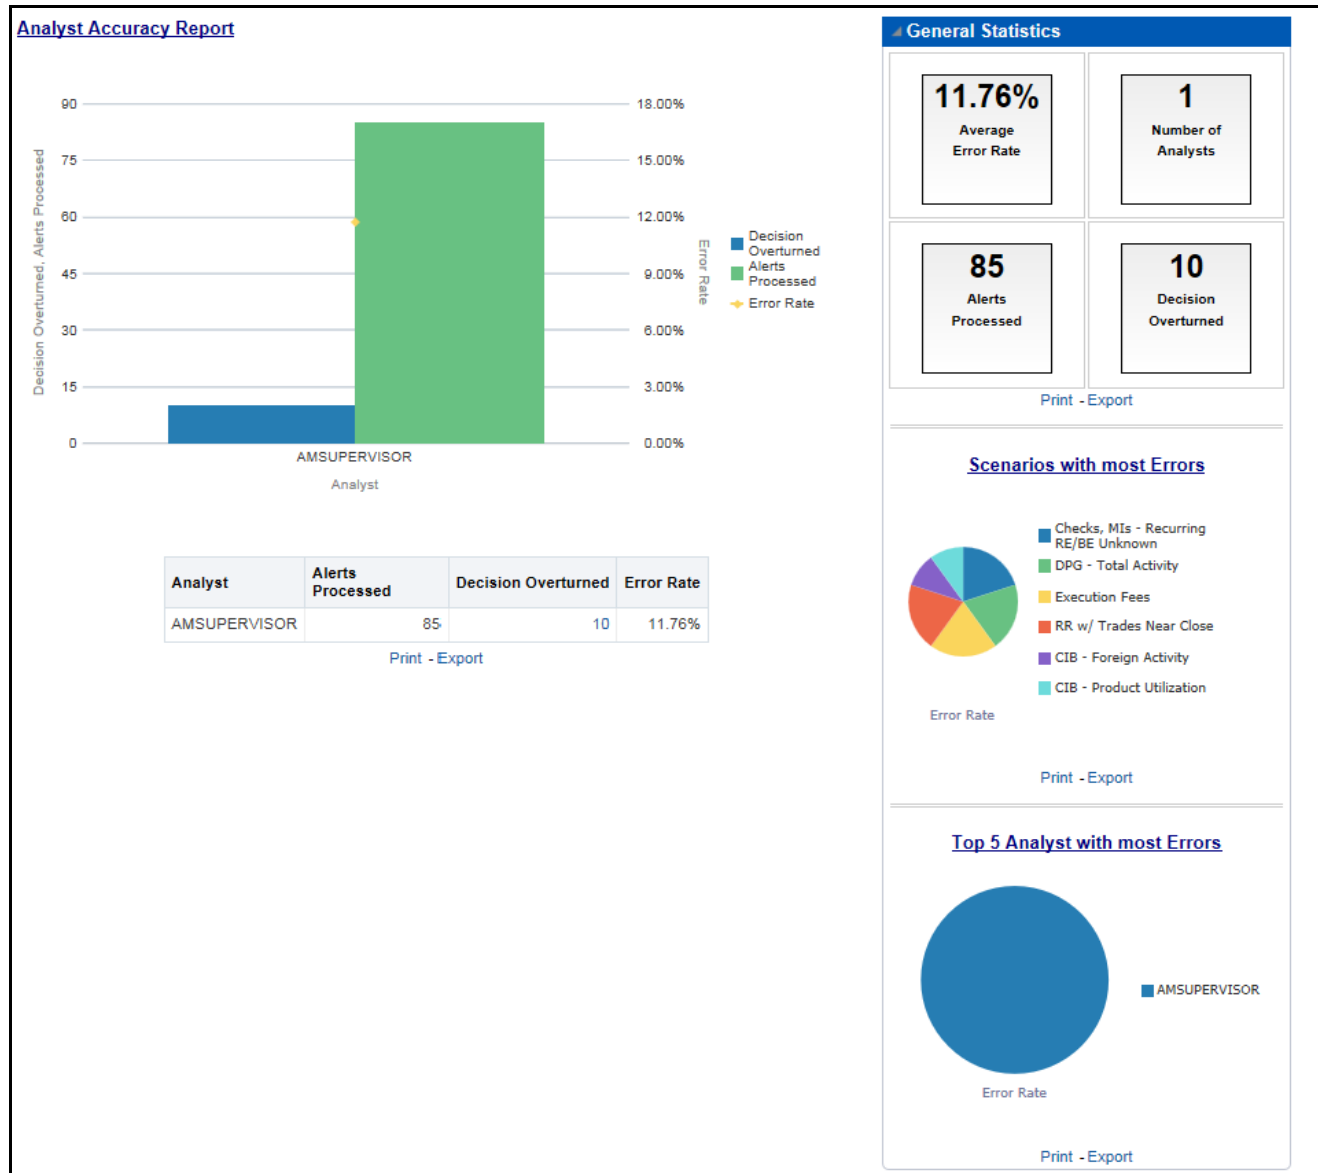 Analyst Accuracy Report
90
75
60
45
30
15
0
Decision Overturned, Alerts Processed
18.00%
15.00%
12.00%
9.00%
6.00%
3.00%
0.00%
Error Rate
AMSUPERVISOR
Analyst
Decision
Overturned
Alerts
Processed
Error Rate
Analyst Alerts Processed Decision Overturned Error Rate
AMSUPERVISOR 85 10 11.76%
Print - Export
General Statistics
11.76%
Average
Error Rate
1
Number of
Analysts
85
Alerts
Processed
10
Decision
Overturned
Print - Export
Scenarios with most Errors
Checks, MIs - Recurring
RE/BE Unknown
DPG - Total Activity
Execution Fees
RR w/ Trades Near Close
CIB - Foreign Activity
CIB - Product Utilization
Error Rate
Print - Export
Top 5 Analyst with most Errors
AMSUPERVISOR
Error Rate
Print - Export